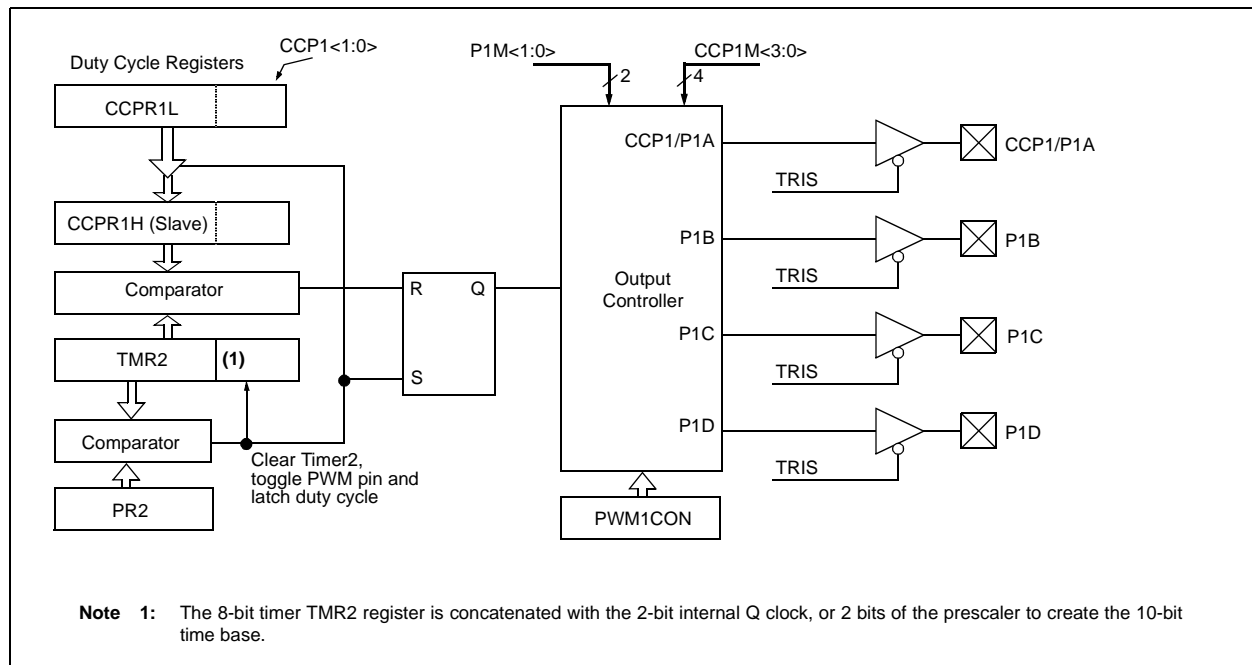 CCP1<1:0>
Duty Cycle Registers
CCPR1L
CCPR1H (Slave)
Comparator
TMR2
(1)
Comparator
PR2
Clear Timer2,
toggle PWM pin and
latch duty cycle
R
Q
S
P1M<1:0>
2
CCP1M<3:0>
4
CCP1/P1A
P1B
Output
Controller
P1C
P1D
PWM1CON
TRIS
CCP1/P1A
TRIS
P1B
TRIS
P1C
TRIS
P1D
Note 1: The 8-bit timer TMR2 register is concatenated with the 2-bit internal Q clock, or 2 bits of the prescaler to create the 10-bit
time base.